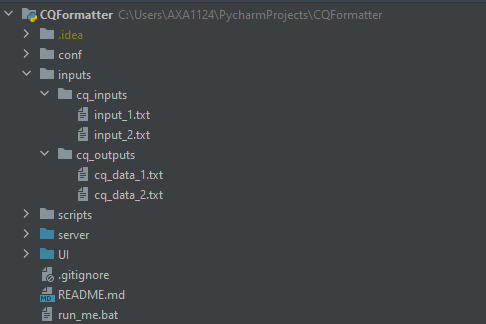 CQFormatter C:\Users\AXA1124\PycharmProjects\CQFormatter
.idea
conf
inputs
cq_inputs
input_1.txt
input_2.txt
cq_outputs
cq_data_1.txt
cq_data_2.txt
scripts
server
UI
.gitignore
MD README.md
run_me.bat